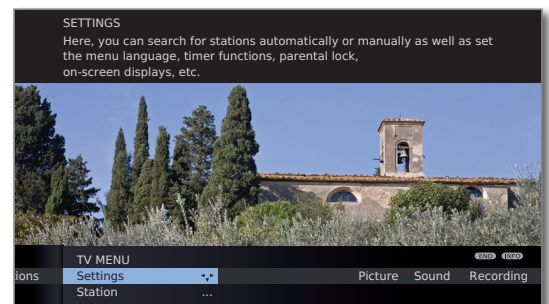 SETTINGS
Here, you can search for stations automatically or manually as well as set
the menu language, timer functions, parental lock,
on-screen displays, etc.
TV MENU
END INFO
ions Settings Picture Sound Recording
Station ...